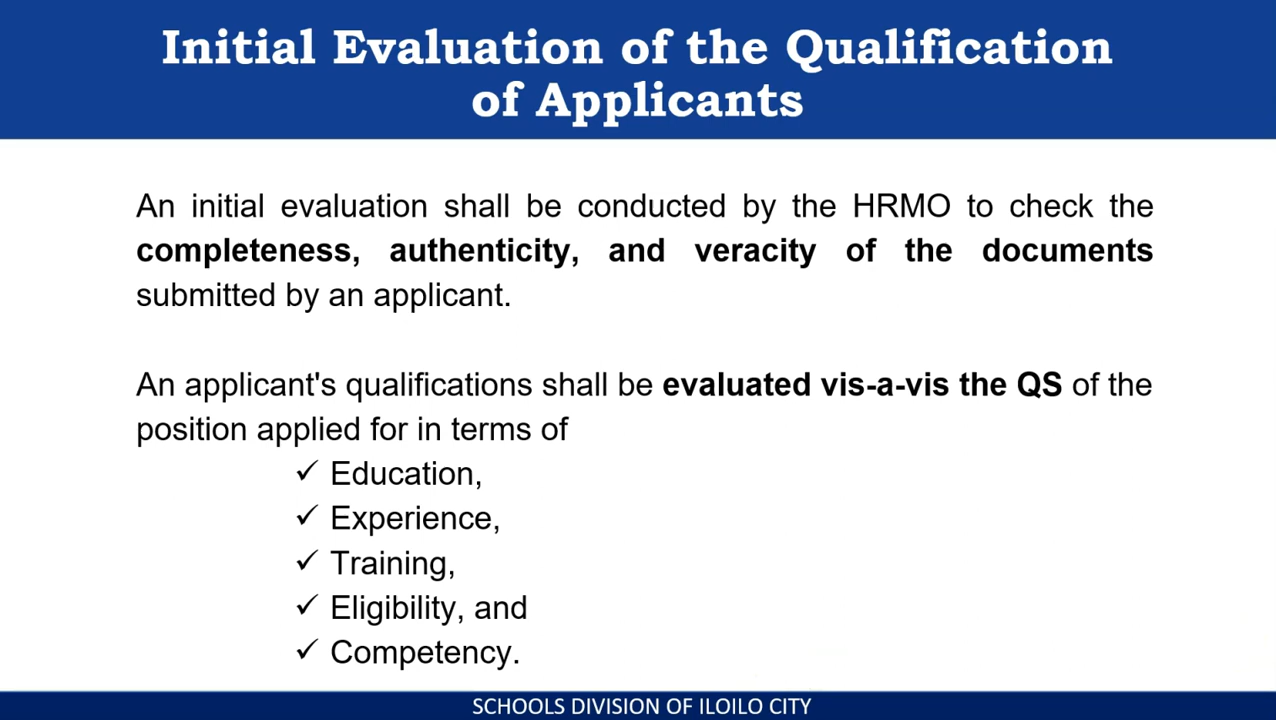 Initial Evaluation of the Qualification
of Applicants
An initial evaluation shall be conducted by the HRMO to check the
completeness, authenticity, and veracity of the documents
submitted by an applicant.
An applicant's qualifications shall be evaluated vis-a-vis the QS of the
position applied for in terms of
✓ Education,
✓ Experience,
✓ Training,
✓ Eligibility, and
✓ Competency.
SCHOOLS DIVISION OF ILOILO CITY